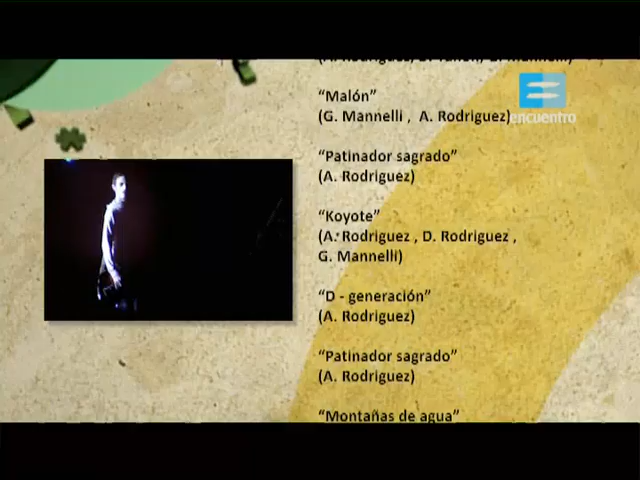 (A. Rodriguez, D.
"Malón"
(G. Mannelli , A. Rodriguez)
encuentro
"Patinador sagrado"
(A. Rodriguez)
"Koyote"
(A. Rodriguez , D. Rodriguez ,
G. Mannelli)
"D - generación"
(A. Rodriguez)
"Patinador sagrado"
(A. Rodriguez)
"Montañas de agua"